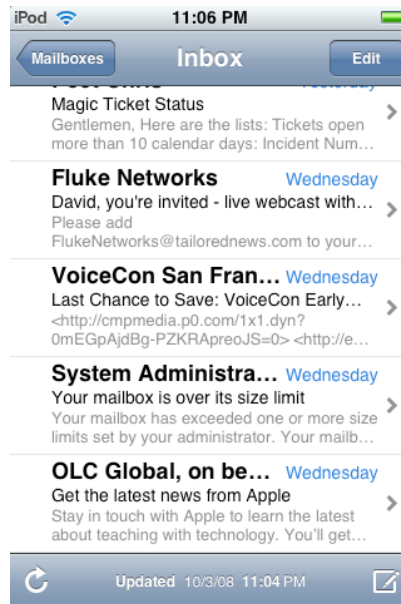 iPod 11:06 PM
Mailboxes Inbox Edit
Yesterday
Magic Ticket Status
Gentlemen, Here are the lists: Tickets open
more than 10 calendar days: Incident Num…
Fluke Networks Wednesday
David, you're invited - live webcast with…
Please add
FlukeNetworks@tailorednews.com to your…
VoiceCon San Fran… Wednesday
Last Chance to Save: VoiceCon Early…
<http://cmpmedia.p0.com/1x1.dyn?
0mEGpAjdBg-PZKRApreoJS=0> <http://e…
System Administra… Wednesday
Your mailbox is over its size limit
Your mailbox has exceeded one or more size
limits set by your administrator. Your mailb…
OLC Global, on be… Wednesday
Get the latest news from Apple
Stay in touch with Apple to learn the latest
about teaching with technology. You'll get…
Updated 10/3/08 11:04 PM